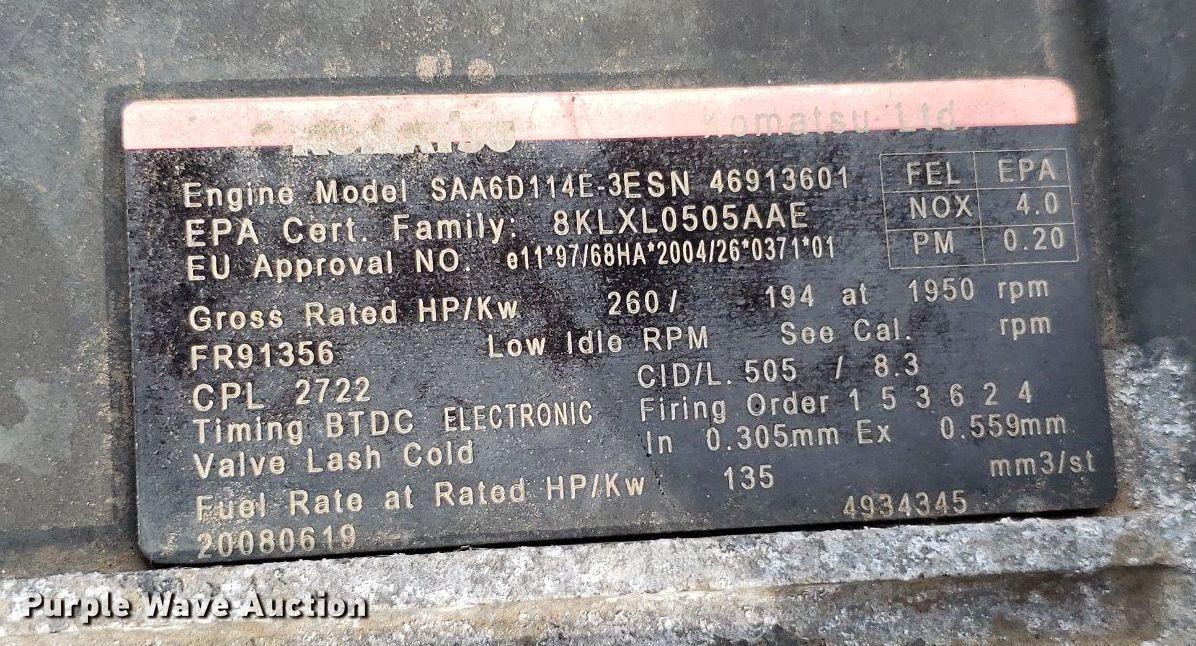 KOMATSU Komatsu Ltd.
Engine Model SAA6D114E-3 ESN 46913601 FEL EPA
EPA Cert. Family: 8KLXL0505AAE NOX 4.0
EU Approval NO. e11*97/68HA*2004/26*0371*01 PM 0.20
Gross Rated HP/Kw 260/ 194 at 1950 rpm
FR91356 Low Idle RPM See Cal. rpm
CPL 2722 CID/L. 505 / 8.3
Timing BTDC ELECTRONIC Firing Order 1 5 3 6 2 4
Valve Lash Cold In 0.305mm Ex 0.559mm
Fuel Rate at Rated HP/Kw 135 mm3/st
20080619 4934345
Purple Wave Auction